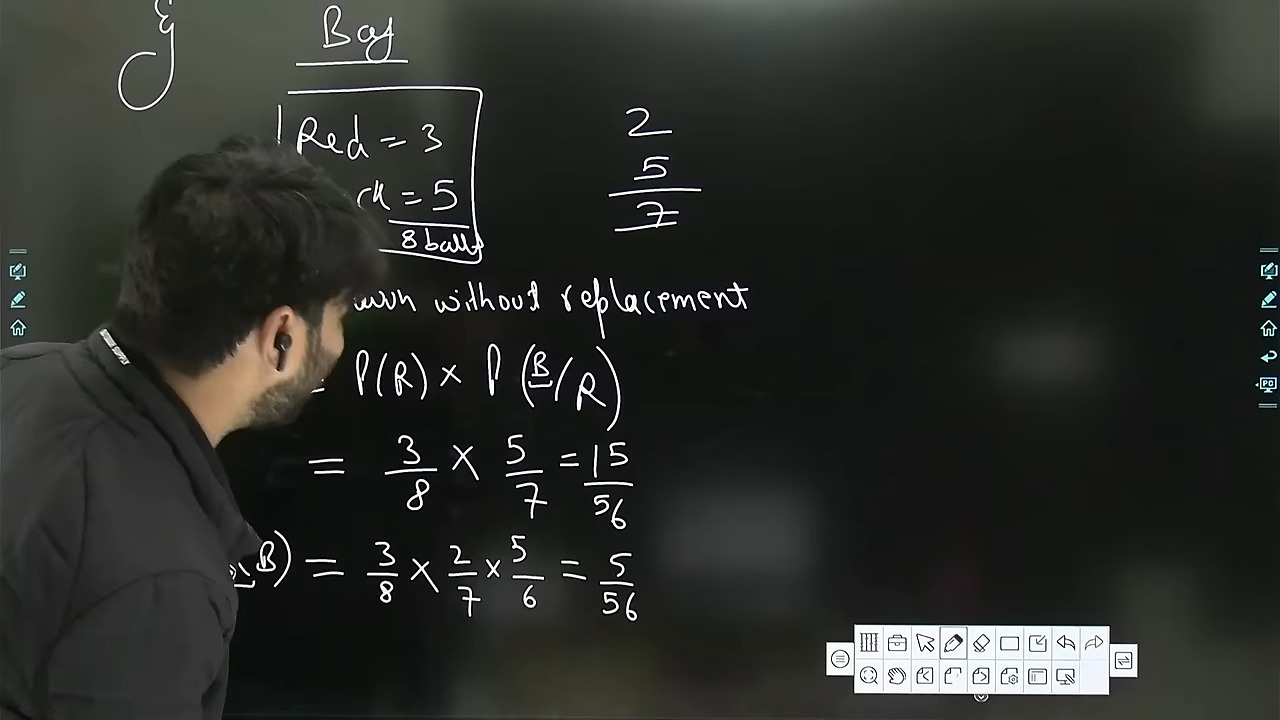 Bag
Red = 3
= 5
8 balls
2
5
7
without replacement
= P(R) × P(B/R)
= 3/8 × 5/7 = 15/56
B) = 3/8 × 2/7 × 5/6 = 5/56